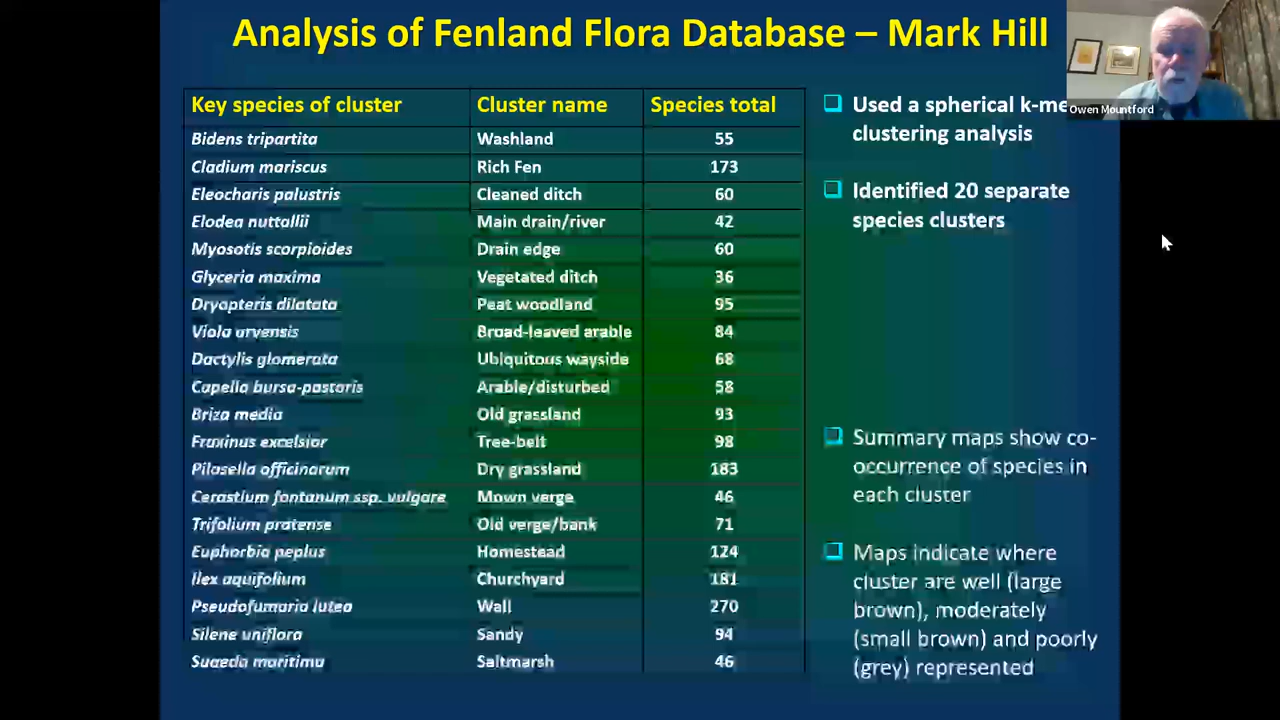 Analysis of Fenland Flora Database – Mark Hill
Owen Mountford
Key species of cluster Cluster name Species total
Bidens tripartita Washland 55
Cladium mariscus Rich Fen 173
Eleocharis palustris Cleaned ditch 60
Elodea nuttallii Main drain/river 42
Myosotis scorpioides Drain edge 60
Glyceria maxima Vegetated ditch 36
Dryopteris dilatata Peat woodland 95
Viola arvensis Broad-leaved arable 84
Dactylis glomerata Ubiquitous wayside 68
Capella bursa-pastoris Arable/disturbed 58
Briza media Old grassland 93
Fraxinus excelsior Tree-belt 98
Pilosella officinarum Dry grassland 183
Cerastium fontanum ssp. vulgare Mown verge 46
Trifolium pratense Old verge/bank 71
Euphorbia peplus Homestead 124
Ilex aquifolium Churchyard 181
Pseudofumaria lutea Wall 270
Silene uniflora Sandy 94
Suaeda maritima Saltmarsh 46
Used a spherical k-me
clustering analysis
Identified 20 separate
species clusters
Summary maps show co-
occurrence of species in
each cluster
Maps indicate where
cluster are well (large
brown), moderately
(small brown) and poorly
(grey) represented